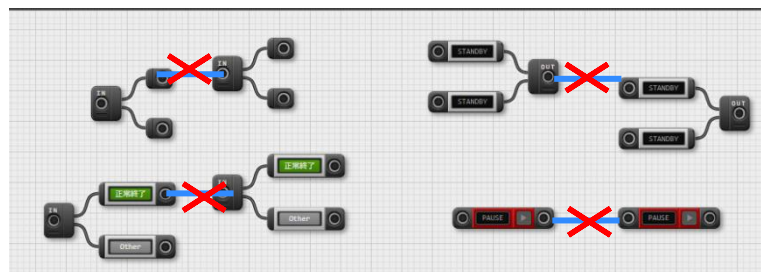 IN
IN
IN
正常終了
Other
正常終了
Other
STANDBY
STANDBY
OUT
STANDBY
STANDBY
OUT
PAUSE
PAUSE